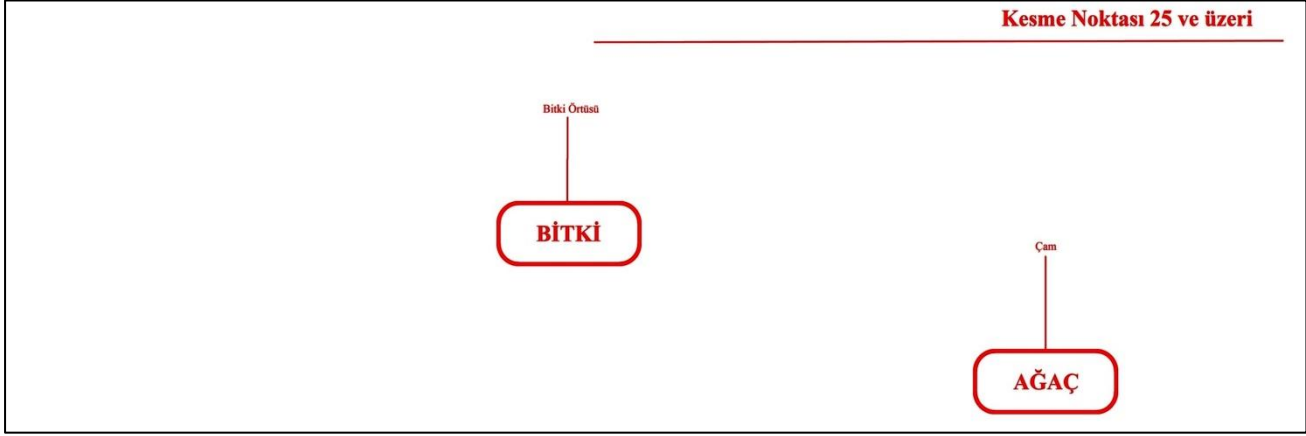 Kesme Noktası 25 ve üzeri
Bitki Örtüsü
BİTKİ
Çam
AĞAÇ